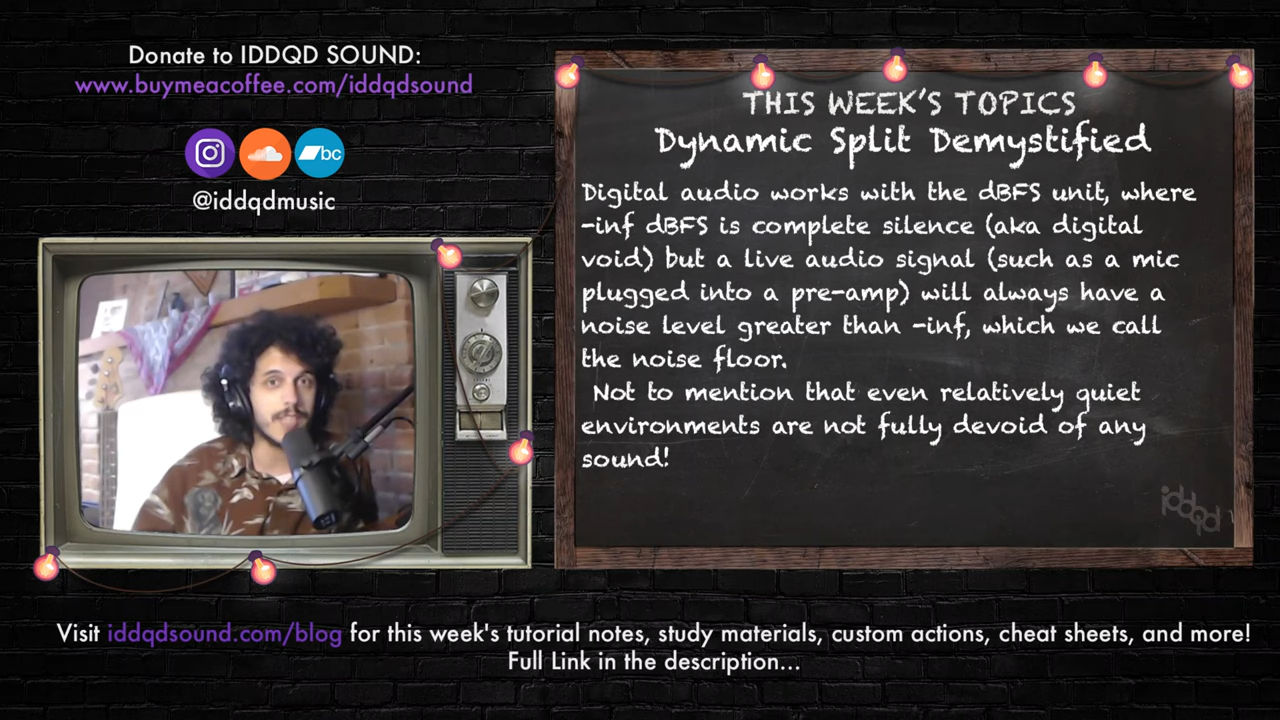 Donate to IDDQD SOUND:
www.buymeacoffee.com/iddqdsound
bc
@iddqdmusic
THIS WEEK'S TOPICS
Dynamic Split Demystified
Digital audio works with the dBFS unit, where
-inf dBFS is complete silence (aka digital
void) but a live audio signal (such as a mic
plugged into a pre-amp) will always have a
noise level greater than -inf, which we call
the noise floor.
Not to mention that even relatively quiet
environments are not fully devoid of any
sound!
iddqd
Visit iddqdsound.com/blog for this week's tutorial notes, study materials, custom actions, cheat sheets, and more!
Full Link in the description...